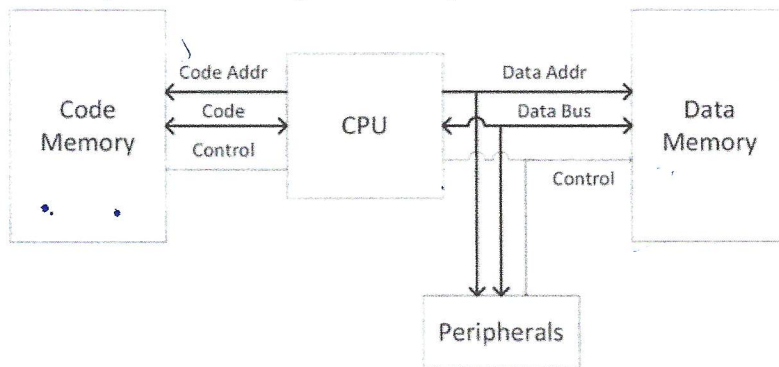 Code Memory
Code Addr
Code
Control
CPU
Data Addr
Data Bus
Control
Data Memory
Peripherals